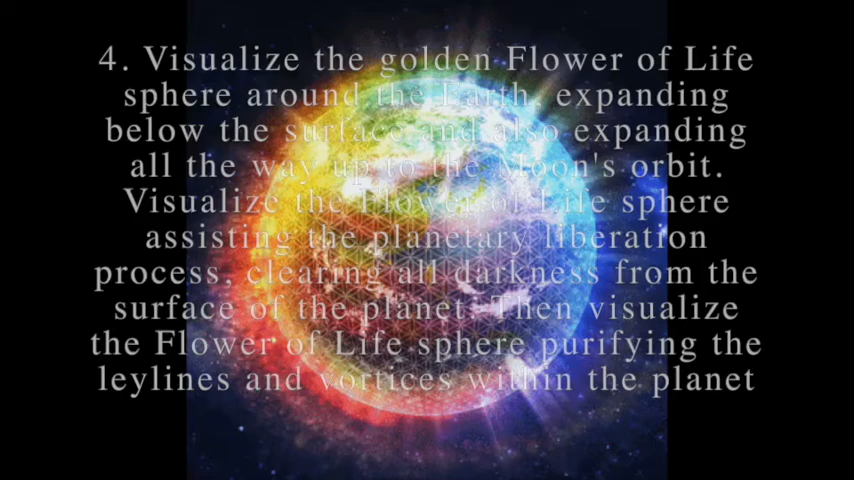 4. Visualize the golden Flower of Life
sphere around the Earth, expanding
below the surface and also expanding
all the way up to the Moon's orbit.
Visualize the Flower of Life sphere
assisting the planetary liberation
process, clearing all darkness from the
surface of the planet. Then visualize
the Flower of Life sphere purifying the
leylines and vortices within the planet